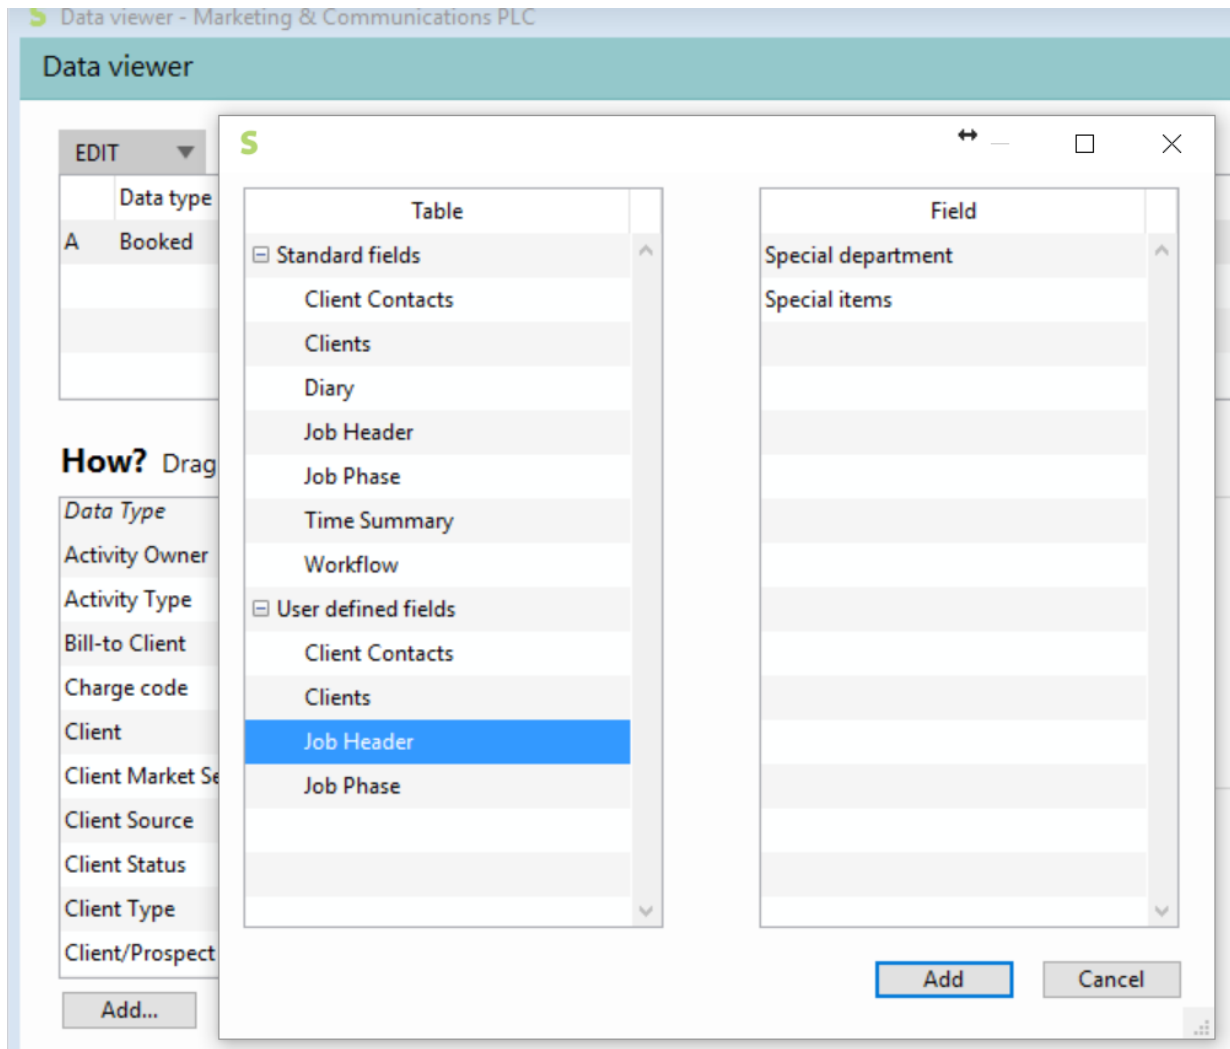 S Data viewer - Marketing & Communications PLC
Data viewer
EDIT
Data type
A Booked
How? Drag
Data Type
Activity Owner
Activity Type
Bill-to Client
Charge code
Client
Client Market Se
Client Source
Client Status
Client Type
Client/Prospect
Add...
S
Table
Standard fields
Client Contacts
Clients
Diary
Job Header
Job Phase
Time Summary
Workflow
User defined fields
Client Contacts
Clients
Job Header
Job Phase
Field
Special department
Special items
Add Cancel